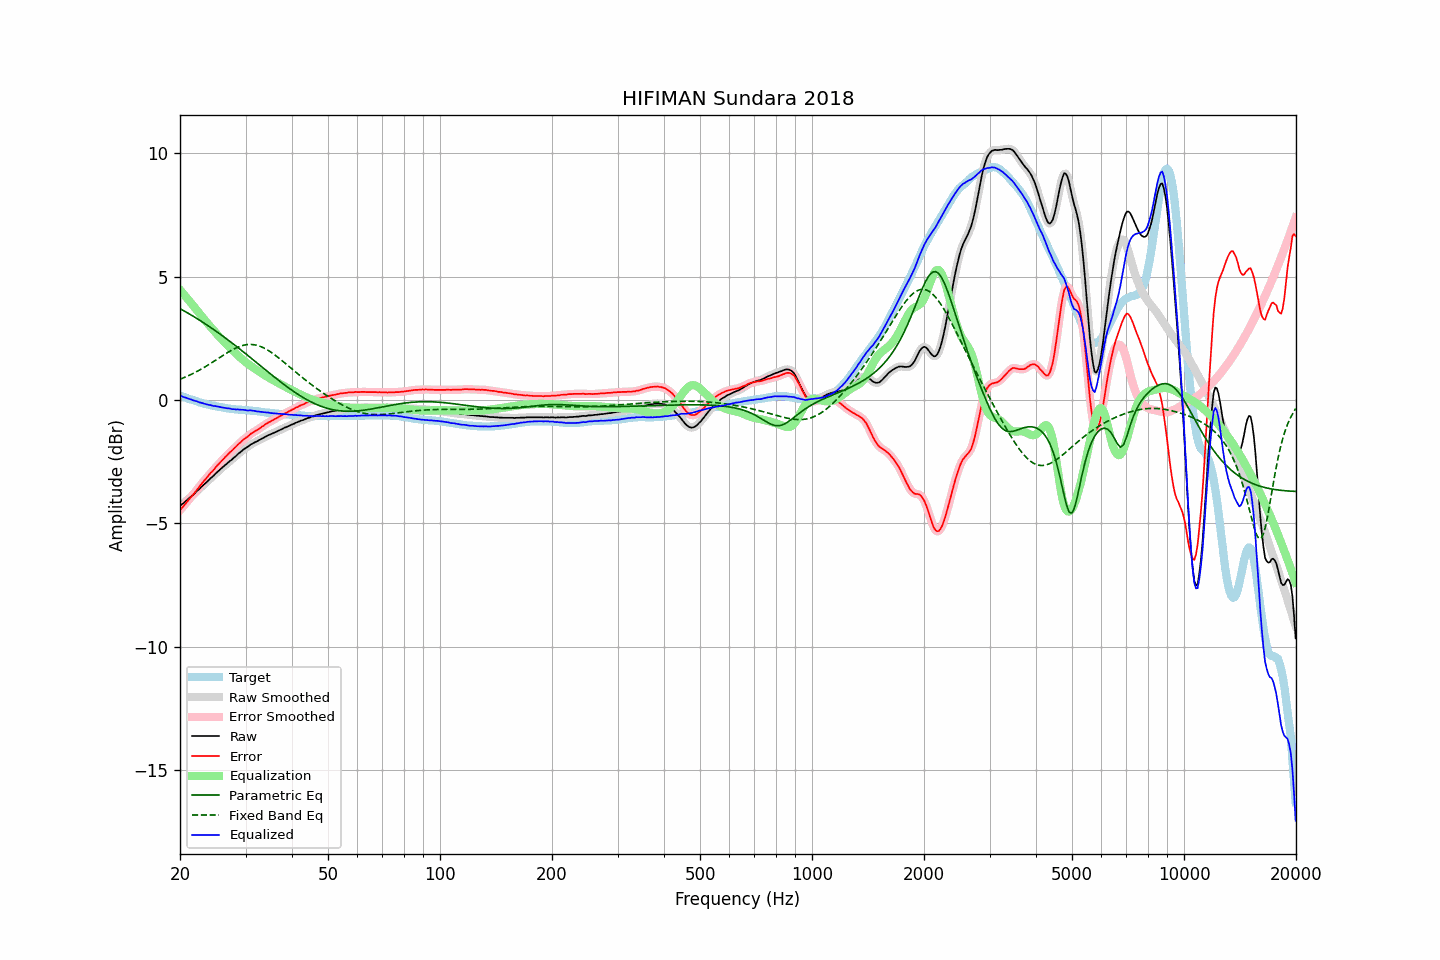 HIFIMAN Sundara 2018
Amplitude (dBr)
10
5
0
−5
−10
−15
Target
Raw Smoothed
Error Smoothed
Raw
Error
Equalization
Parametric Eq
Fixed Band Eq
Equalized
20 50 100 200 500 1000 2000 5000 10000 20000
Frequency (Hz)